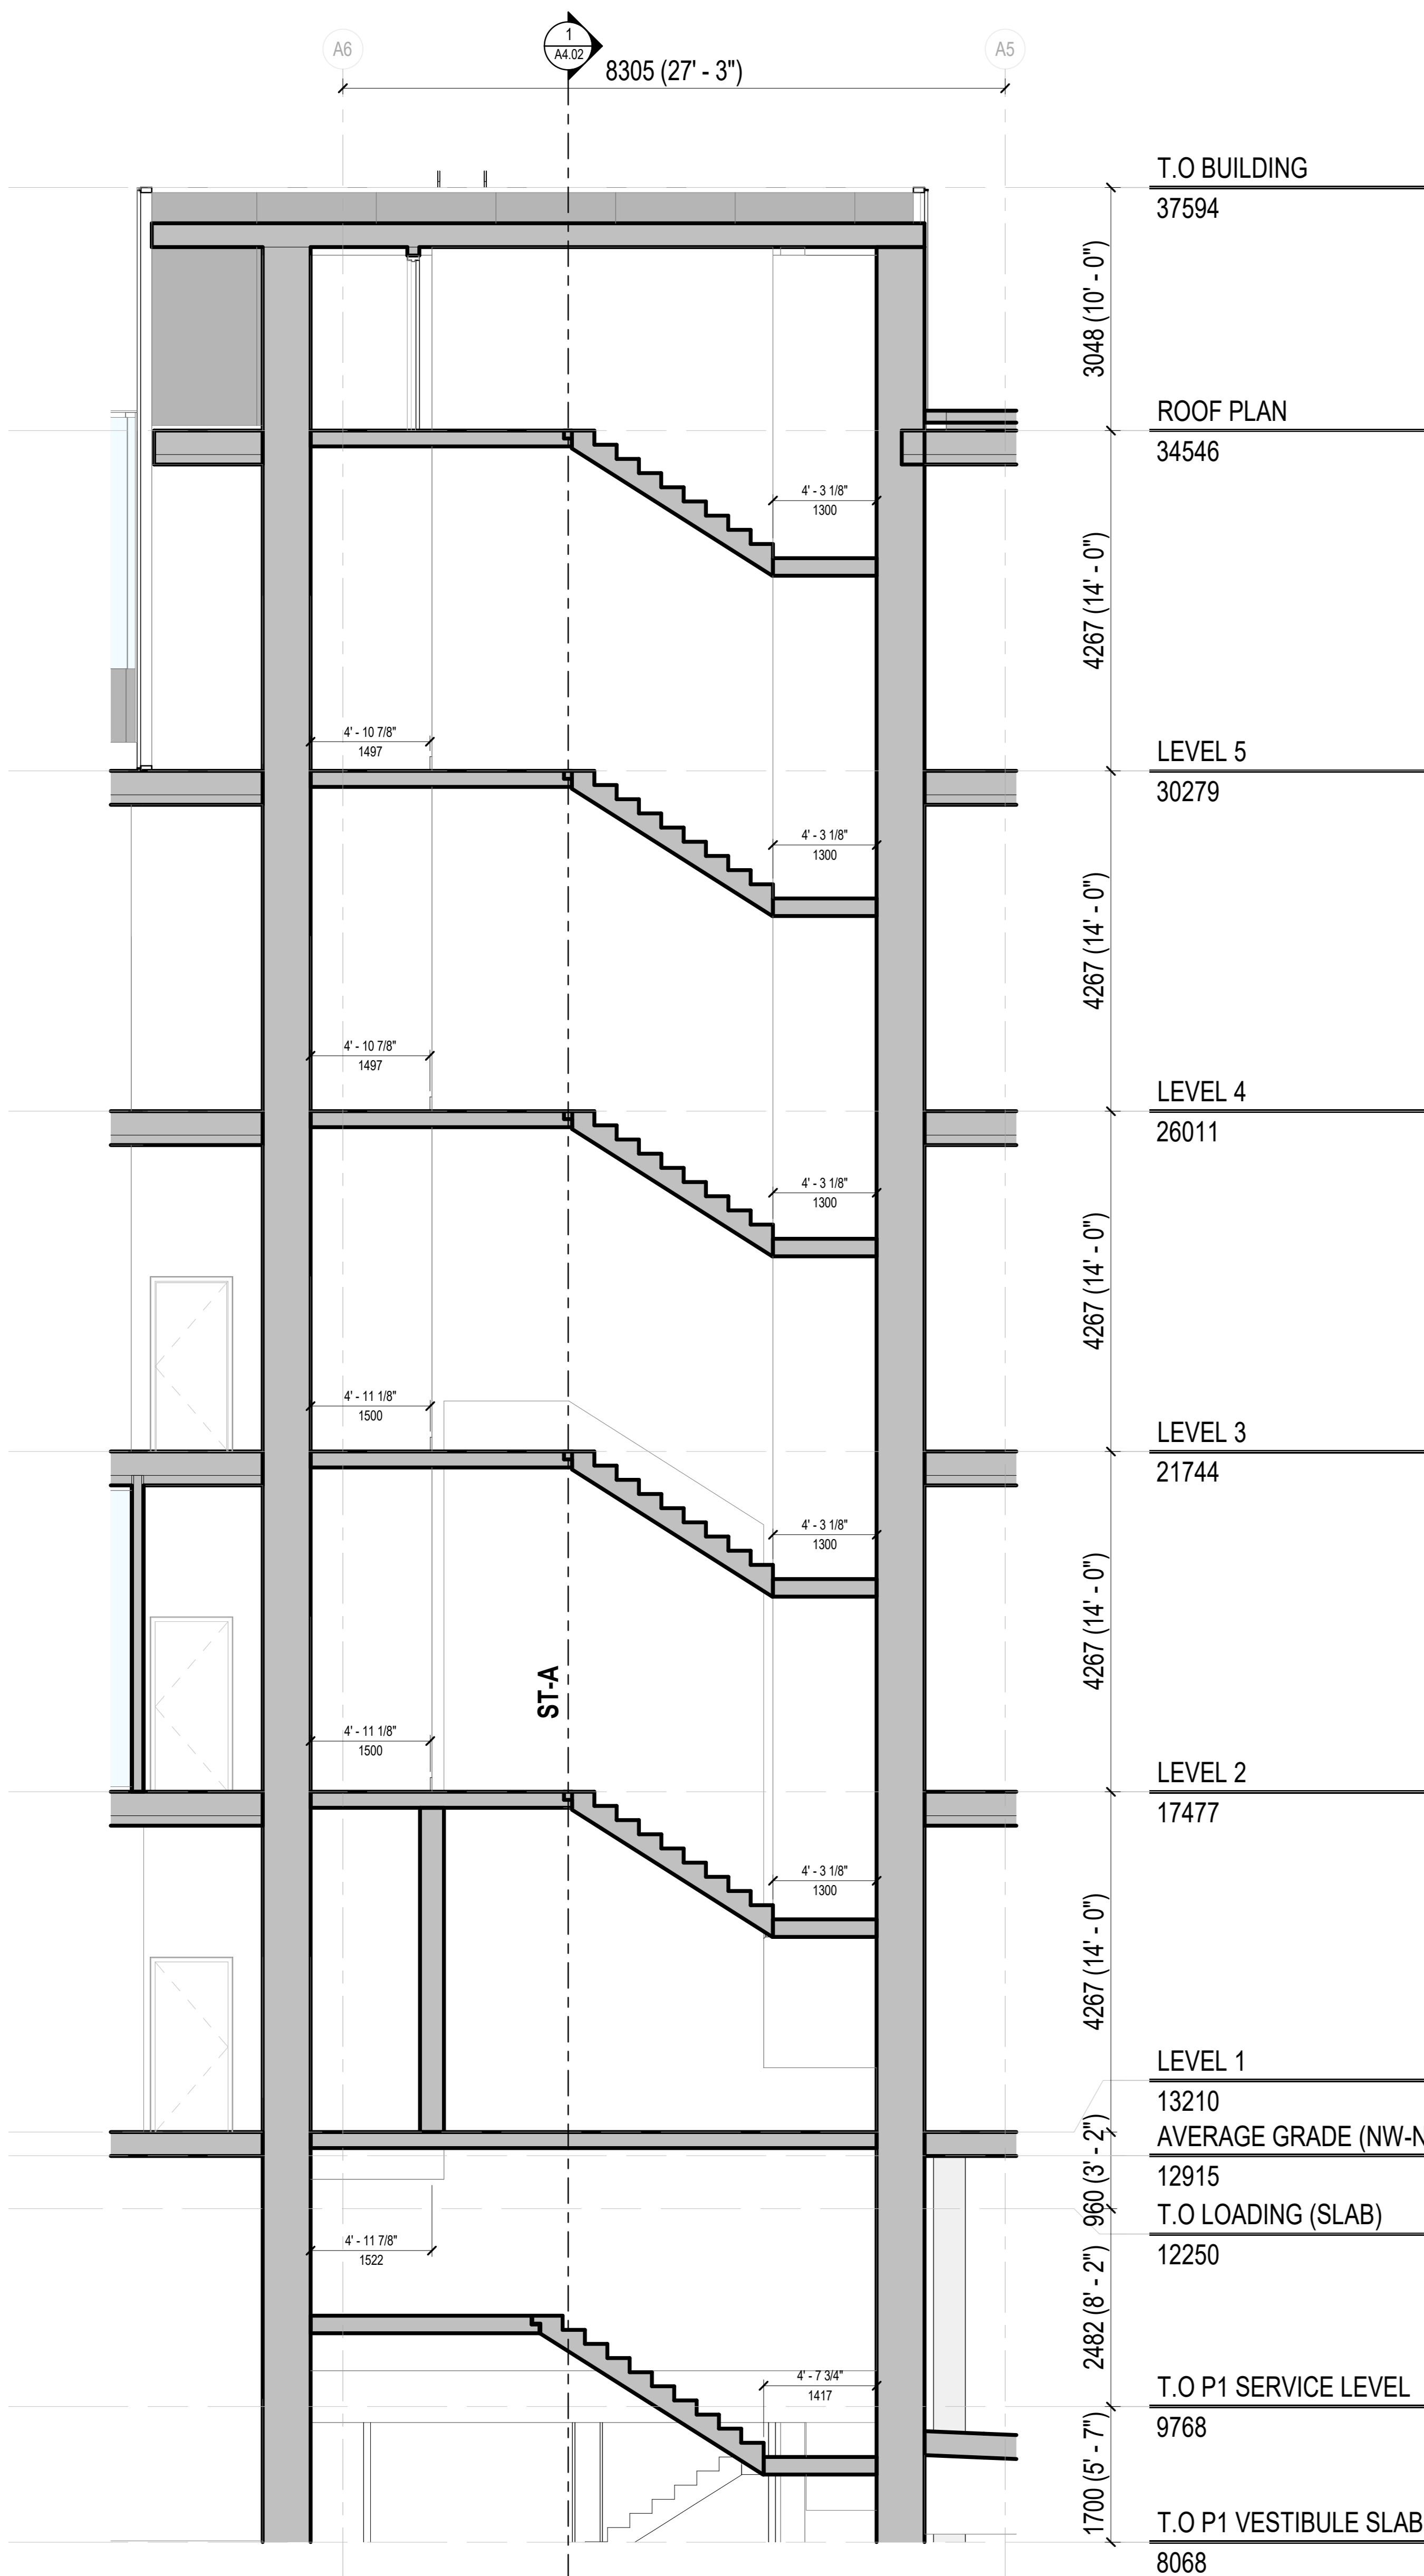 A6
1
A4.02
A5
8305 (27' - 3")
T.O BUILDING
37594
3048 (10' - 0")
ROOF PLAN
34546
4' - 3 1/8"
1300
4267 (14' - 0")
4' - 10 7/8"
1497
LEVEL 5
30279
4' - 3 1/8"
1300
4267 (14' - 0")
4' - 10 7/8"
1497
LEVEL 4
26011
4' - 3 1/8"
1300
4267 (14' - 0")
4' - 11 1/8"
1500
LEVEL 3
21744
4' - 3 1/8"
1300
4267 (14' - 0")
ST-A
4' - 11 1/8"
1500
LEVEL 2
17477
4' - 3 1/8"
1300
4267 (14' - 0")
LEVEL 1
13210
AVERAGE GRADE (NW-N
12915
960 (3' - 2")
T.O LOADING (SLAB)
12250
4' - 11 7/8"
1522
2482 (8' - 2")
4' - 7 3/4"
1417
T.O P1 SERVICE LEVEL
9768
1700 (5' - 7")
T.O P1 VESTIBULE SLAB
8068